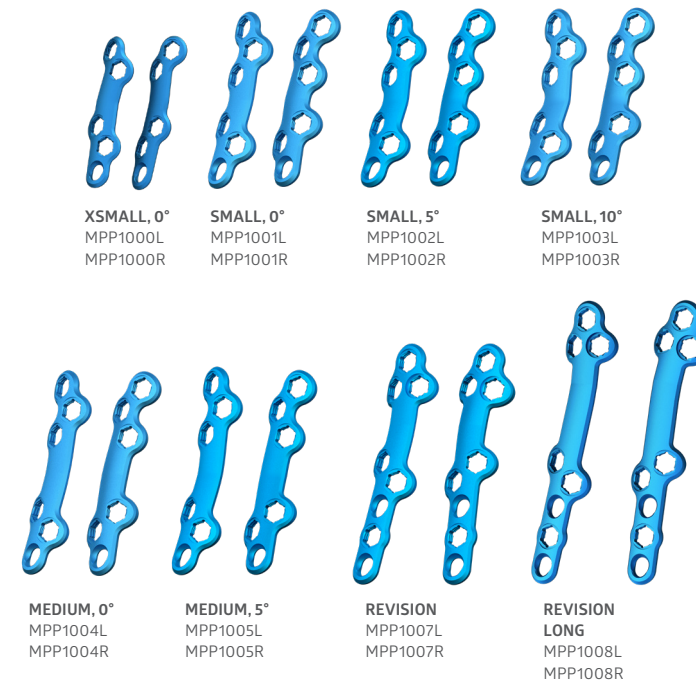 XSMALL, 0°
MPP1000L
MPP1000R
SMALL, 0°
MPP1001L
MPP1001R
SMALL, 5°
MPP1002L
MPP1002R
SMALL, 10°
MPP1003L
MPP1003R
MEDIUM, 0°
MPP1004L
MPP1004R
MEDIUM, 5°
MPP1005L
MPP1005R
REVISION
MPP1007L
MPP1007R
REVISION
LONG
MPP1008L
MPP1008R